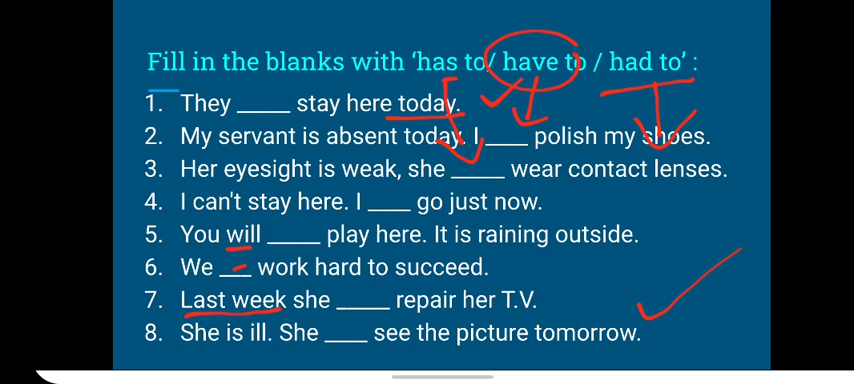 Fill in the blanks with ‘has to/ have to / had to’ :
1. They _____ stay here today.
2. My servant is absent today. I ____ polish my shoes.
3. Her eyesight is weak, she _____ wear contact lenses.
4. I can't stay here. I ____ go just now.
5. You will _____ play here. It is raining outside.
6. We ___ work hard to succeed.
7. Last week she _____ repair her T.V.
8. She is ill. She ____ see the picture tomorrow.